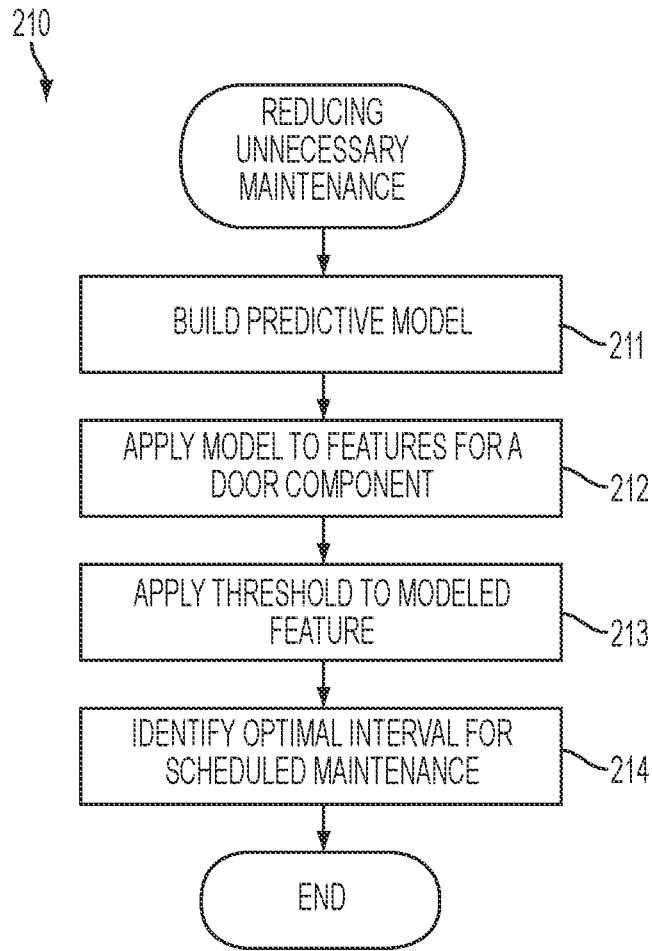 210
REDUCING
UNNECESSARY
MAINTENANCE
BUILD PREDICTIVE MODEL
211
APPLY MODEL TO FEATURES FOR A
DOOR COMPONENT
212
APPLY THRESHOLD TO MODELED
FEATURE
213
IDENTIFY OPTIMAL INTERVAL FOR
SCHEDULED MAINTENANCE
214
END